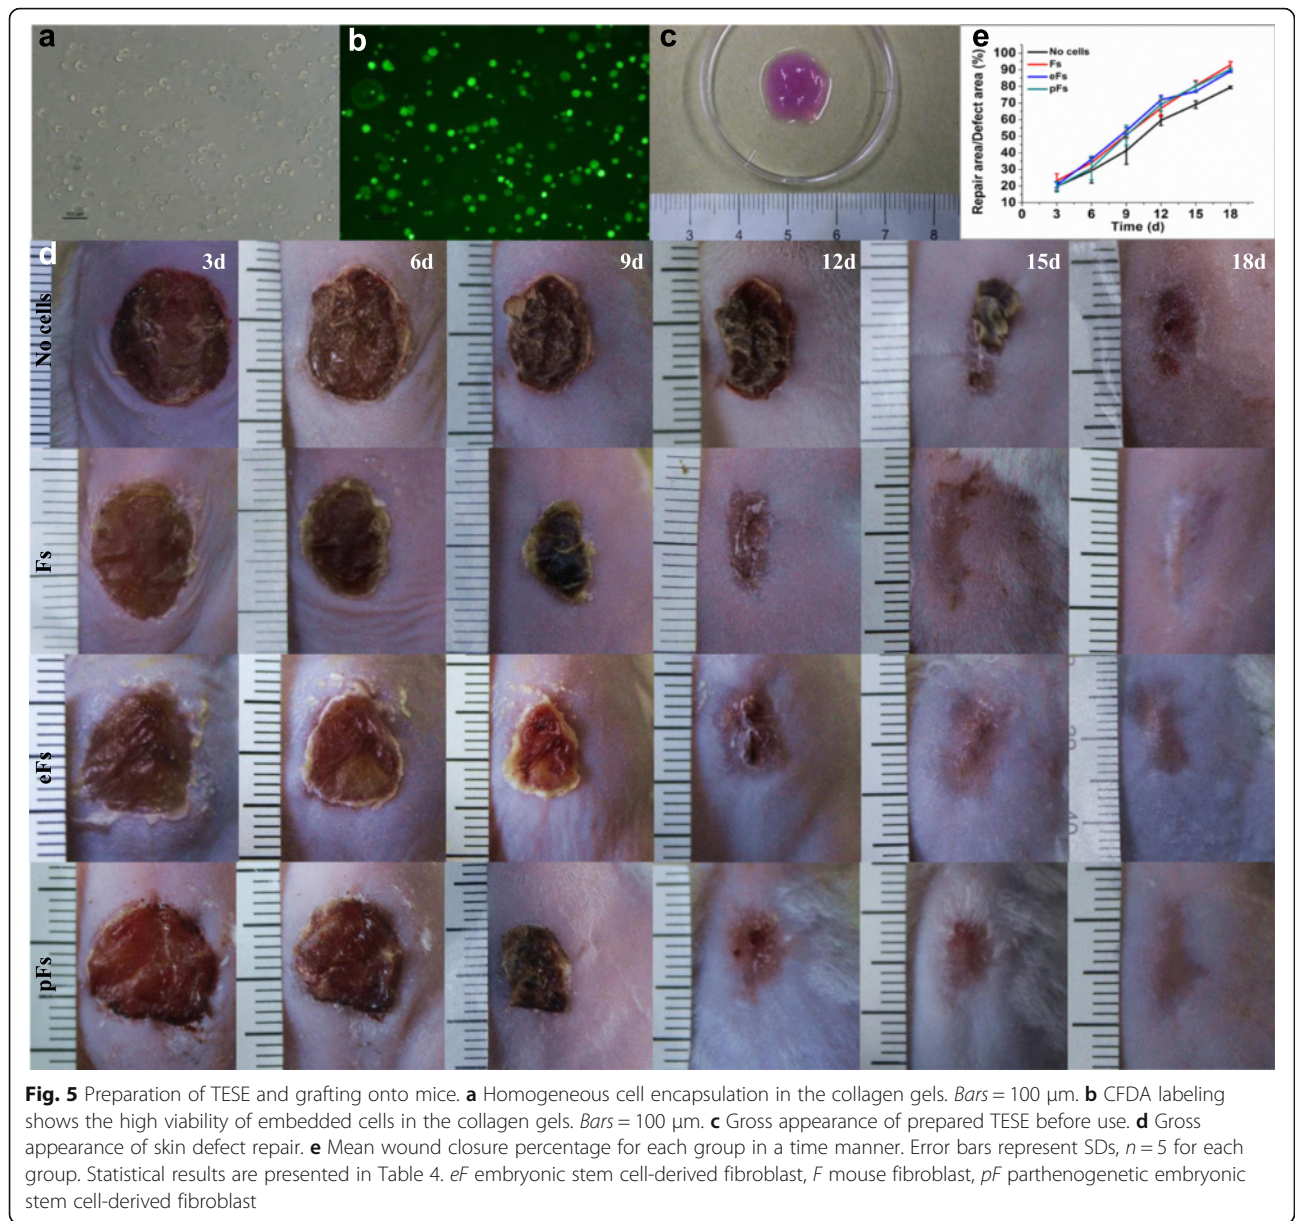 a
b
c
e
100
90
80
70
60
50
40
30
20
10
0 3 6 9 12 15 18
Repair area/Defect area (%)
Time (d)
No cells
Fs
eFs
pFs
3 4 5 6 7 8
d
3d 6d 9d 12d 15d 18d
No cells
Fs
eFs
pFs
Fig. 5 Preparation of TESE and grafting onto mice. a Homogeneous cell encapsulation in the collagen gels. Bars = 100 μm. b CFDA labeling
shows the high viability of embedded cells in the collagen gels. Bars = 100 μm. c Gross appearance of prepared TESE before use. d Gross
appearance of skin defect repair. e Mean wound closure percentage for each group in a time manner. Error bars represent SDs, n = 5 for each
group. Statistical results are presented in Table 4. eF embryonic stem cell-derived fibroblast, F mouse fibroblast, pF parthenogenetic embryonic
stem cell-derived fibroblast